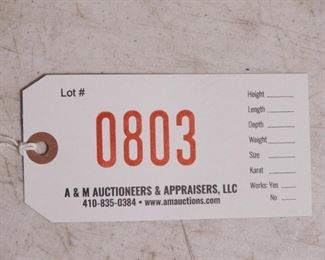 Lot #
0803
Height
Length
Depth
Weight
Size
Karat
Works: Yes
No
A & M AUCTIONEERS & APPRAISERS, LLC
410-835-0384 • www.amauctions.com